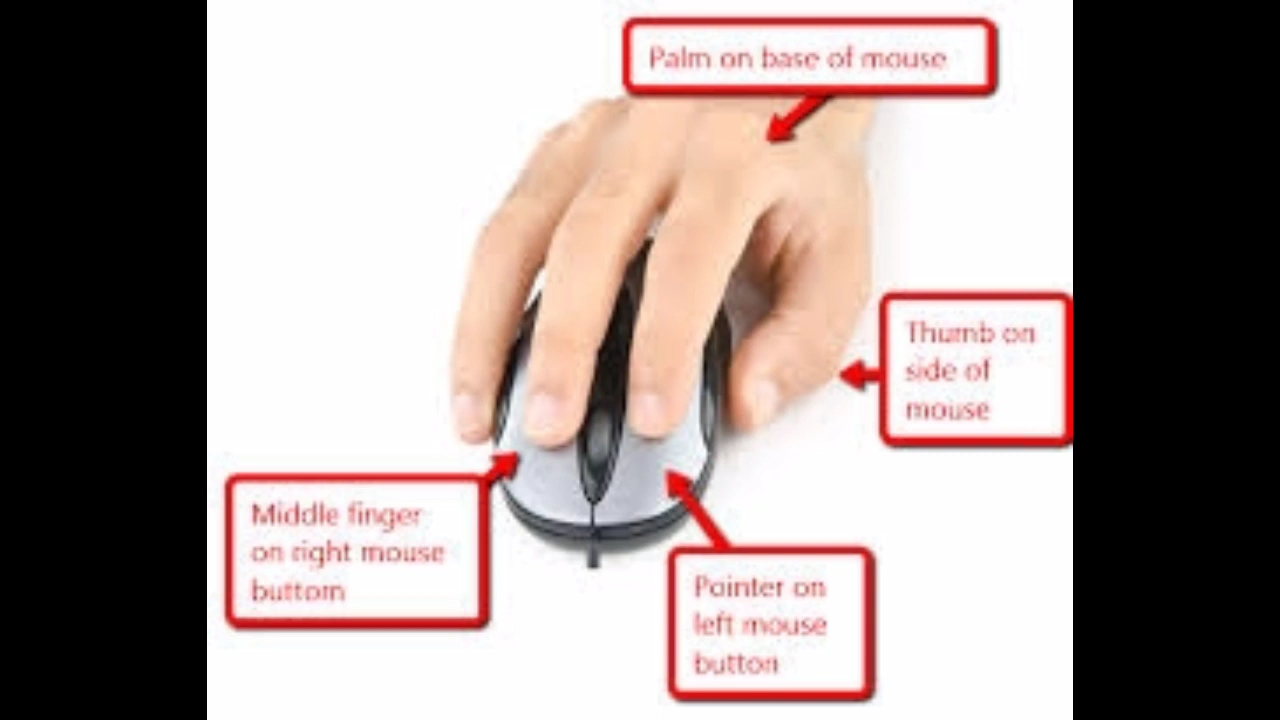 Palm on base of mouse
Thumb on
side of
mouse
Middle finger
on right mouse
button
Pointer on
left mouse
button